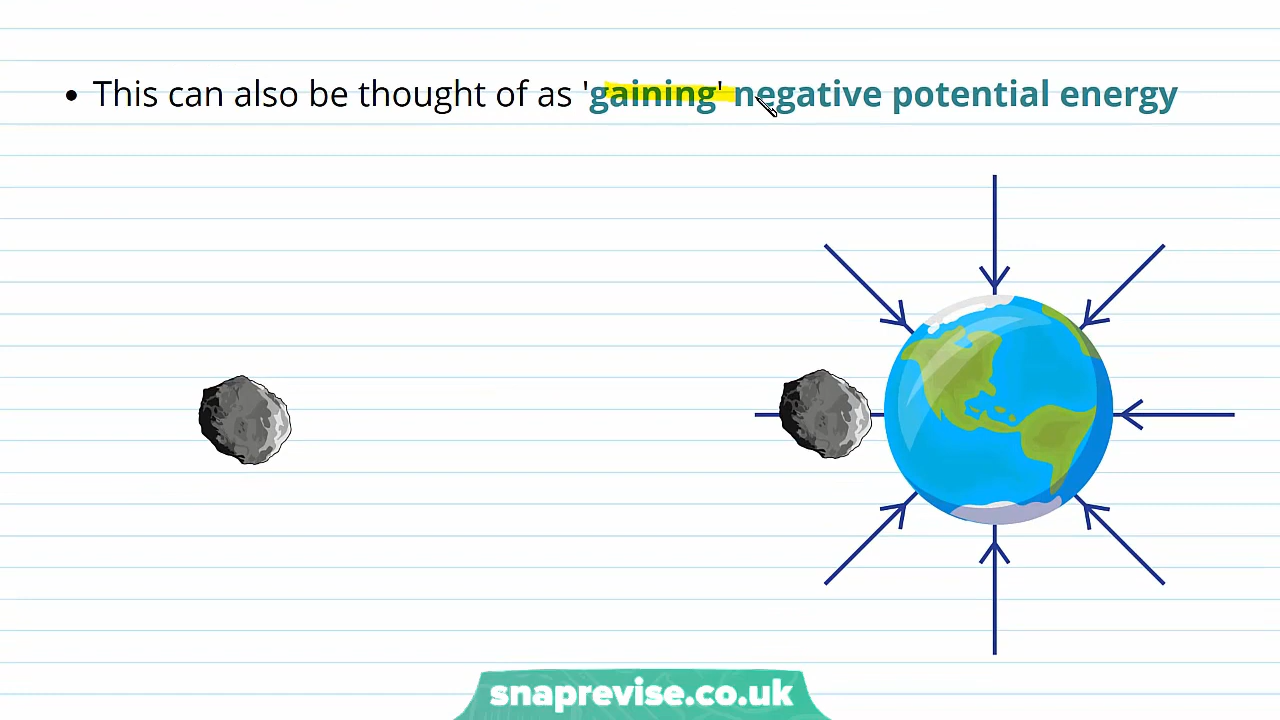 • This can also be thought of as 'gaining' negative potential energy
snaprevise.co.uk